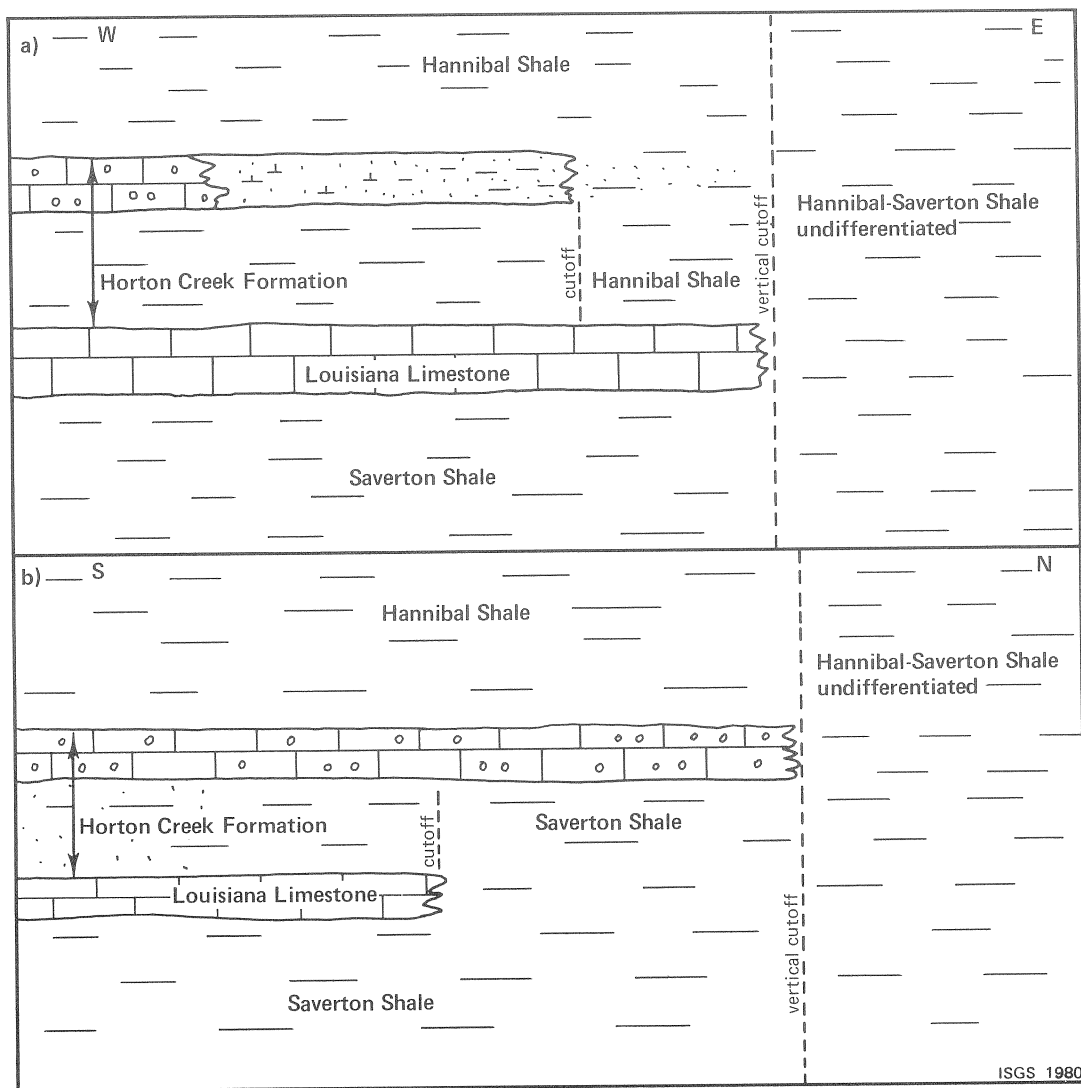 a)
W
E
Hannibal Shale
Hannibal-Saverton Shale
undifferentiated
vertical cutoff
cutoff
Horton Creek Formation
Hannibal Shale
Louisiana Limestone
Saverton Shale
b)
S
N
Hannibal Shale
Hannibal-Saverton Shale
undifferentiated
Horton Creek Formation
cutoff
Saverton Shale
Louisiana Limestone
vertical cutoff
Saverton Shale
ISGS 1980